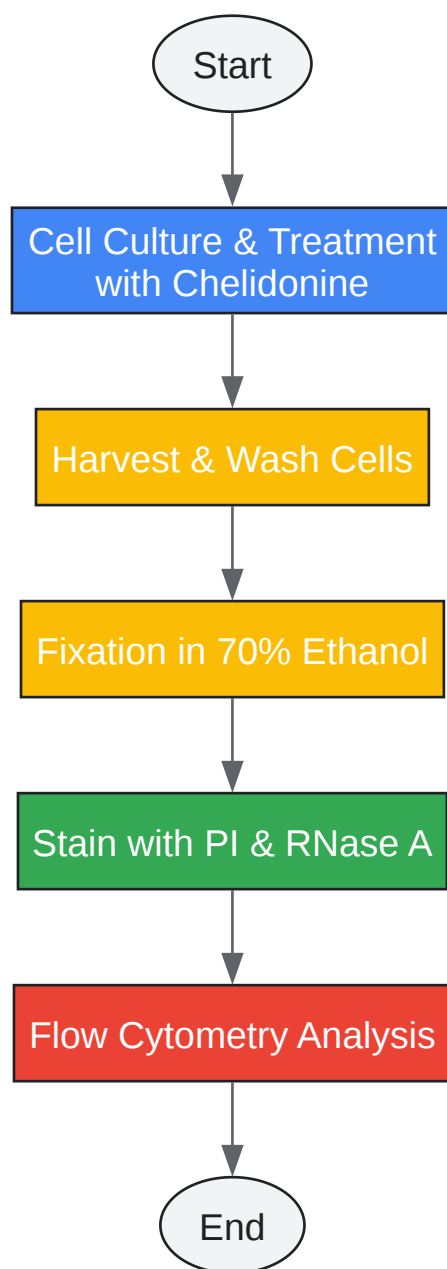 Start
Cell Culture & Treatment
with Chelidonine
Harvest & Wash Cells
Fixation in 70% Ethanol
Stain with PI & RNase A
Flow Cytometry Analysis
End